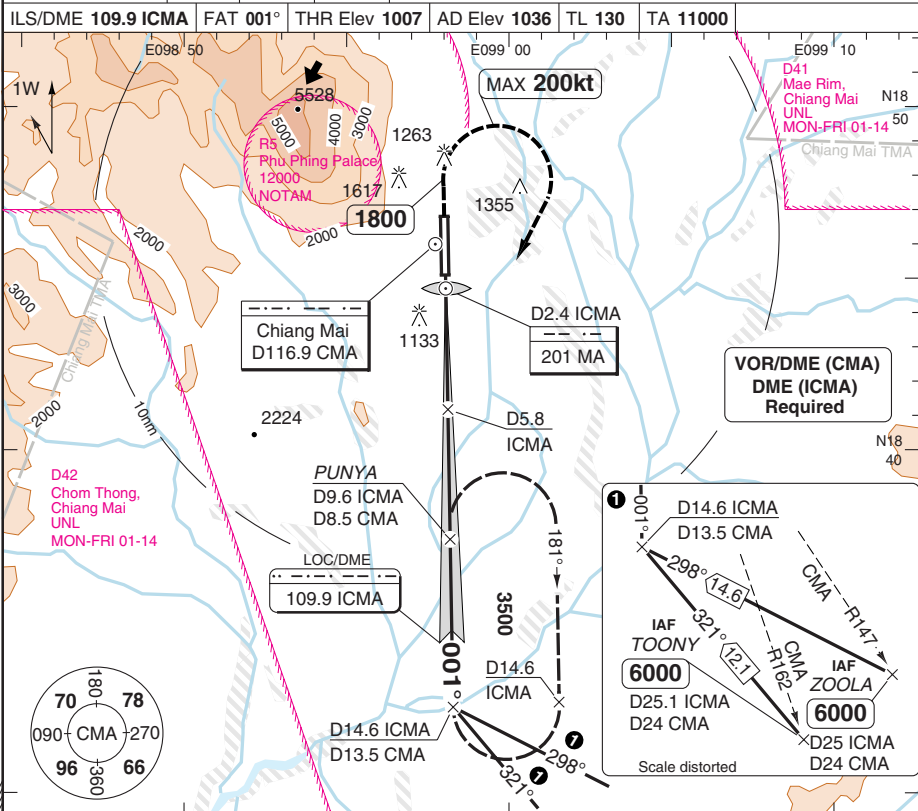 ILS/DME 109.9 ICMA FAT 001° THR Elev 1007 AD Elev 1036 TL 130 TA 11000
E098 50
E099 00
E099 10
1W
5528
5000
4000
3000
R5
Phu Phing Palace
12000
NOTAM
2000
1263
1617
1800
MAX 200kt
1355
D41
Mae Rim,
Chiang Mai
UNL
MON-FRI 01-14
N18
50
Chiang Mai TMA
2000
3000
Chiang Mai TMA
2000
10nm
Chiang Mai
D116.9 CMA
1133
D2.4 ICMA
201 MA
VOR/DME (CMA)
DME (ICMA)
Required
2224
D5.8
ICMA
N18
40
D42
Chom Thong,
Chiang Mai
UNL
MON-FRI 01-14
PUNYA
D9.6 ICMA
D8.5 CMA
LOC/DME
109.9 ICMA
181°
3500
001°
D14.6
ICMA
D14.6 ICMA
D13.5 CMA
1
298°
1
321°
180
70 78
090 CMA 270
96 66
360
1
001°
D14.6 ICMA
D13.5 CMA
298° 14.6
CMA R147
321° 12.1
CMA
R162
IAF
TOONY
6000
D25.1 ICMA
D24 CMA
IAF
ZOOLA
6000
D25 ICMA
D24 CMA
Scale distorted